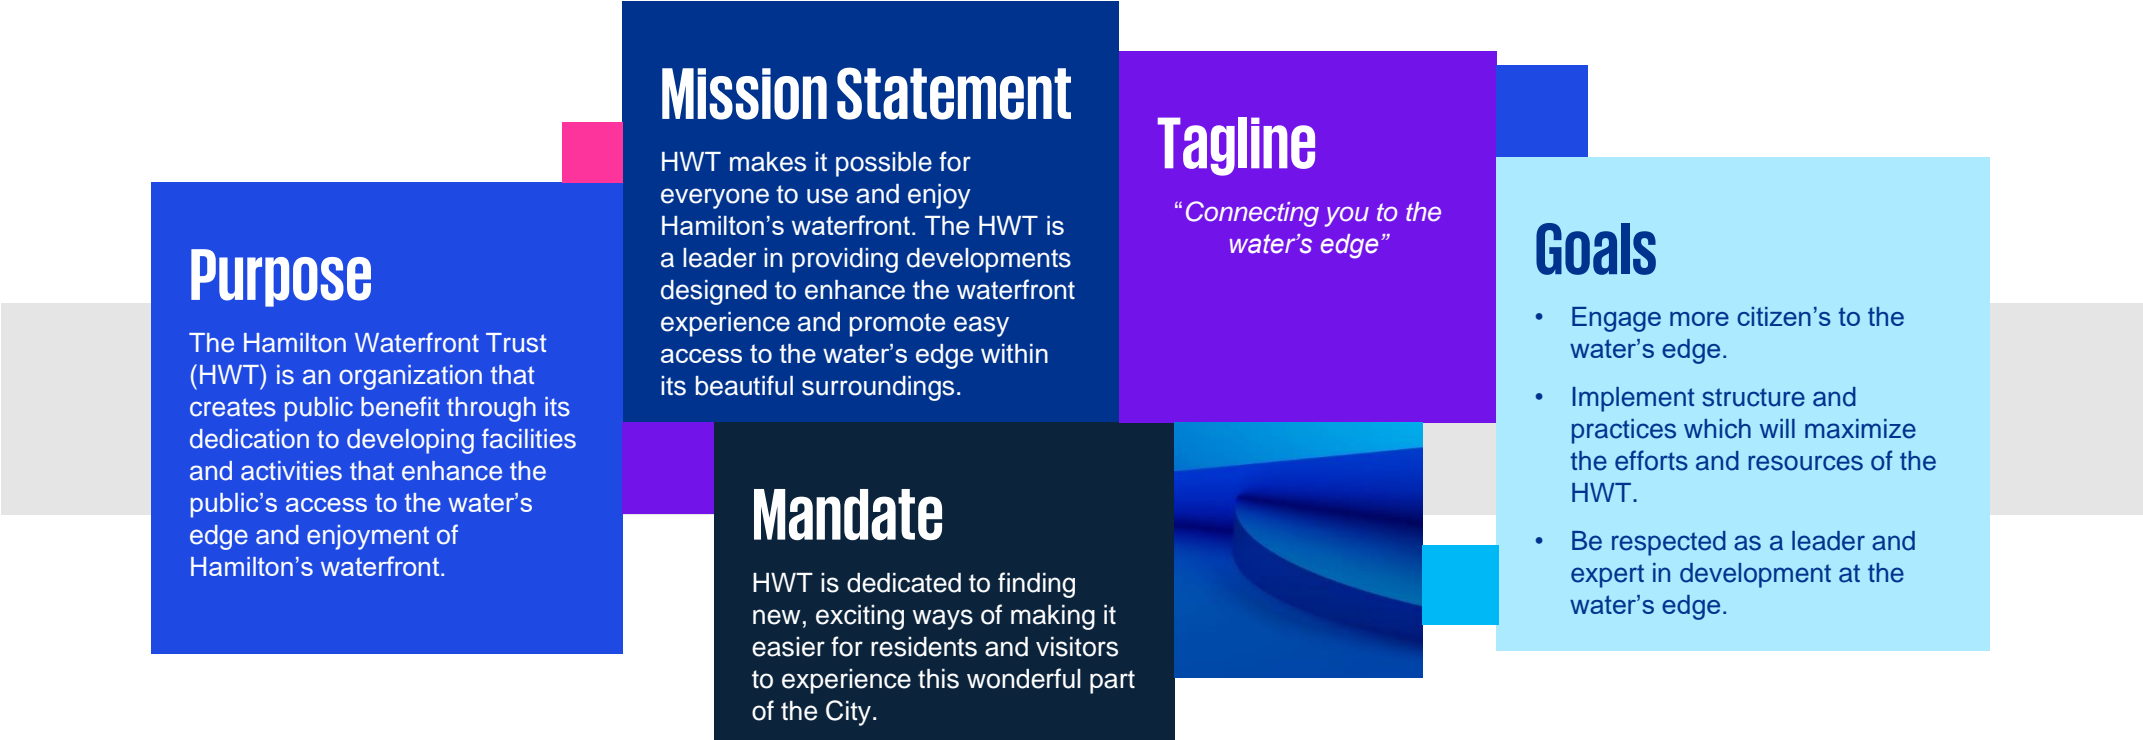 Purpose
The Hamilton Waterfront Trust
(HWT) is an organization that
creates public benefit through its
dedication to developing facilities
and activities that enhance the
public’s access to the water’s
edge and enjoyment of
Hamilton’s waterfront.
Mission Statement
HWT makes it possible for
everyone to use and enjoy
Hamilton’s waterfront. The HWT is
a leader in providing developments
designed to enhance the waterfront
experience and promote easy
access to the water’s edge within
its beautiful surroundings.
Mandate
HWT is dedicated to finding
new, exciting ways of making it
easier for residents and visitors
to experience this wonderful part
of the City.
Tagline
“Connecting you to the
water’s edge”
Goals
• Engage more citizen’s to the
water’s edge.
• Implement structure and
practices which will maximize
the efforts and resources of the
HWT.
• Be respected as a leader and
expert in development at the
water’s edge.